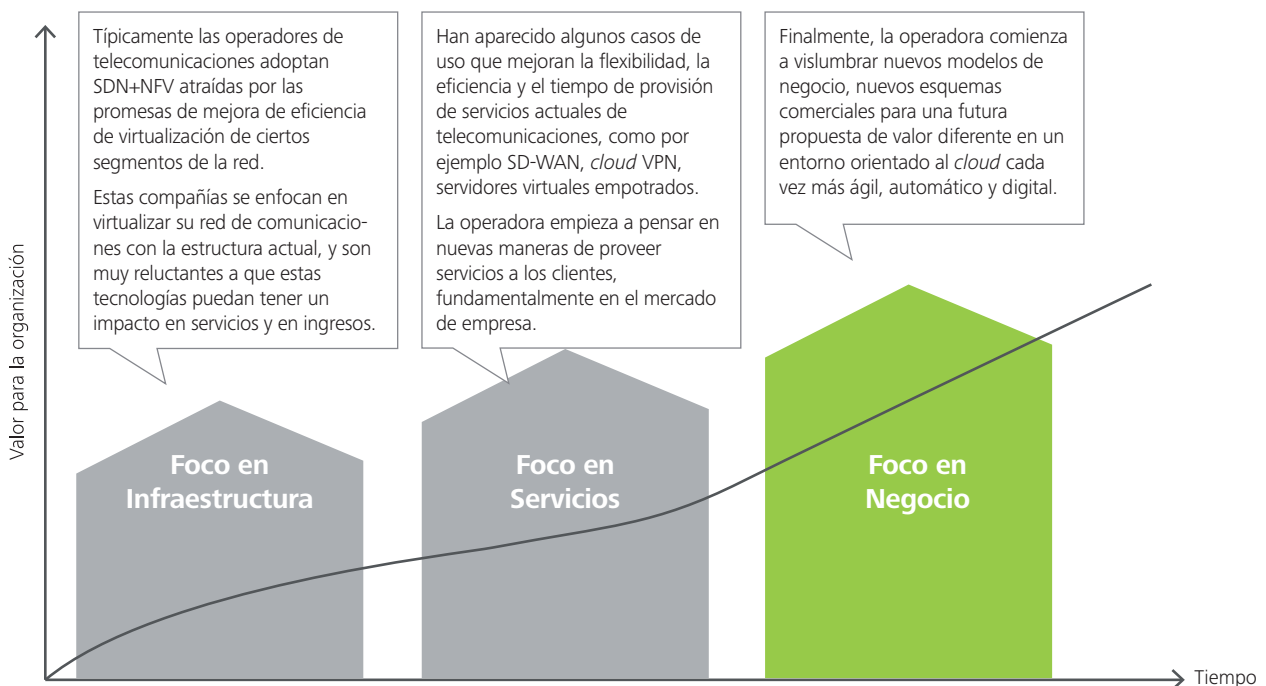 Típicamente las operadores de
telecomunicaciones adoptan
SDN+NFV atraídas por las
promesas de mejora de eficiencia
de virtualización de ciertos
segmentos de la red.
Estas compañías se enfocan en
virtualizar su red de comunicacio-
nes con la estructura actual, y son
muy reluctantes a que estas
tecnologías puedan tener un
impacto en servicios y en ingresos.
Han aparecido algunos casos de
uso que mejoran la flexibilidad, la
eficiencia y el tiempo de provisión
de servicios actuales de
telecomunicaciones, como por
ejemplo SD-WAN, cloud VPN,
servidores virtuales empotrados.
La operadora empieza a pensar en
nuevas maneras de proveer
servicios a los clientes,
fundamentalmente en el mercado
de empresa.
Finalmente, la operadora comienza
a vislumbrar nuevos modelos de
negocio, nuevos esquemas
comerciales para una futura
propuesta de valor diferente en un
entorno orientado al cloud cada
vez más ágil, automático y digital.
Valor para la organización
Foco en
Infraestructura
Foco en
Servicios
Foco en
Negocio
Tiempo